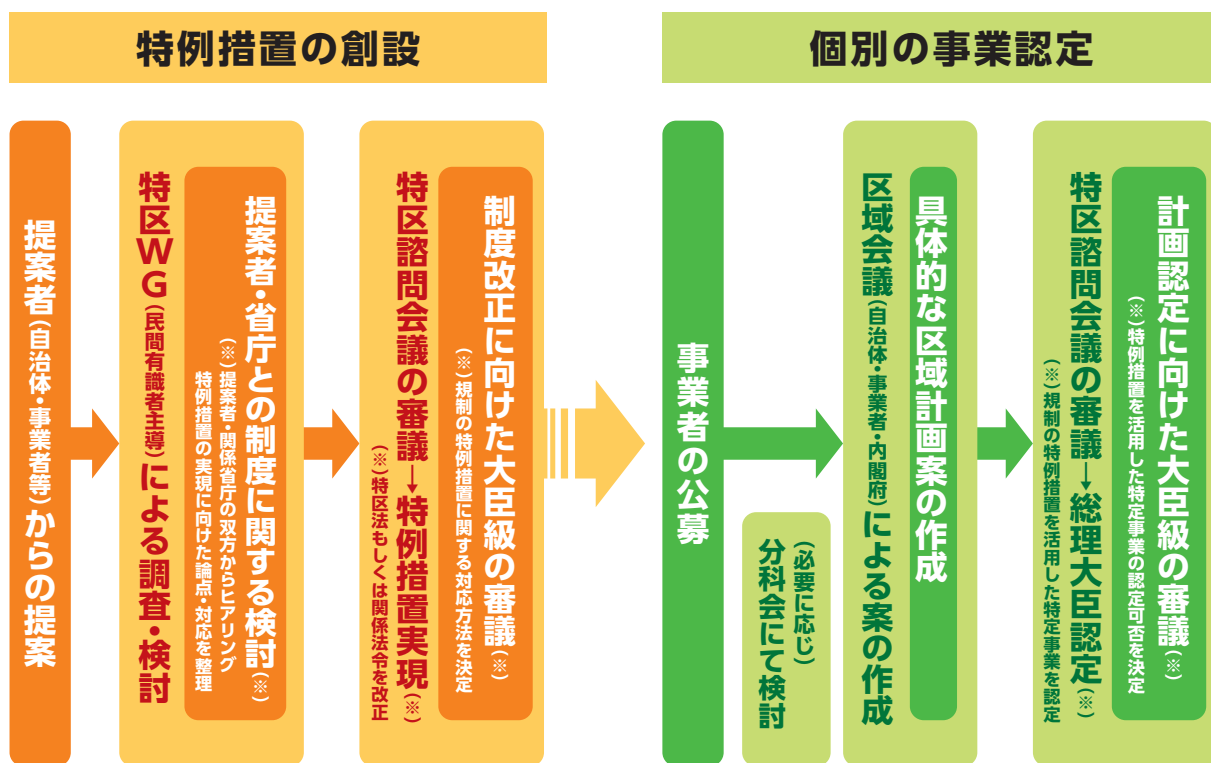 特例措置の創設
提案者(自治体・事業者等)からの提案
提案者・省庁との制度に関する検討(※)
(※)提案者・関係省庁の双方からヒアリング
特例措置の実現に向けた論点・対応を整理
特区WG(民間有識者主導)による調査・検討
制度改正に向けた大臣級の審議(※)
(※)規制の特例措置に関する対応方法を決定
特区諮問会議の審議→特例措置実現(※)
(※)特区法もしくは関係法令を改正
個別の事業認定
事業者の公募
(必要に応じ)
分科会にて検討
具体的な区域計画案の作成
区域会議(自治体・事業者・内閣府)による案の作成
計画認定に向けた大臣級の審議(※)
(※)特例措置を活用した特定事業の認定可否を決定
特区諮問会議の審議→総理大臣認定(※)
(※)規制の特例措置を活用した特定事業を認定